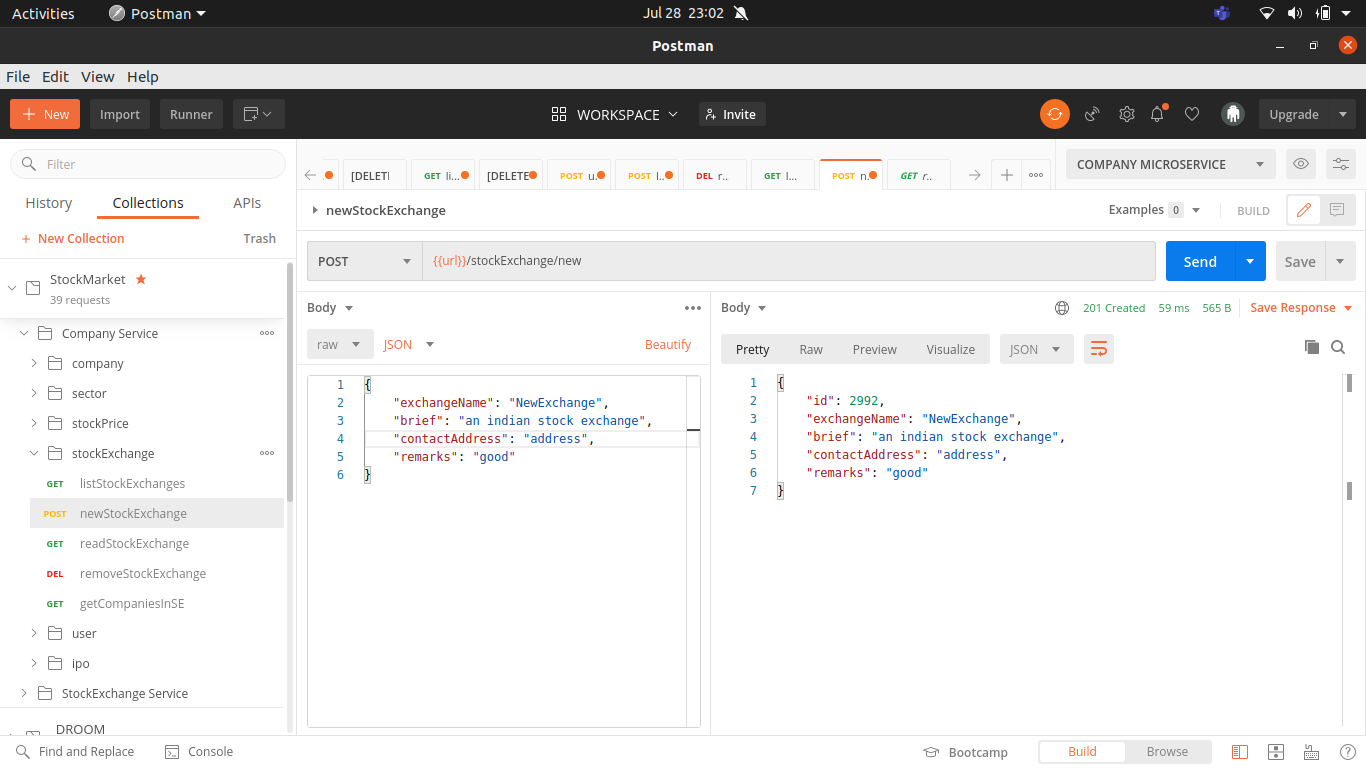 Activities Postman Jul 28 23:02
Postman
File Edit View Help
+ New Import Runner WORKSPACE Invite Upgrade
Filter
[DELETI GET li... [DELETE POST u. POST l.. DEL r... GET l... POST n. GET r..
COMPANY MICROSERVICE
History Collections APIs
newStockExchange Examples 0 BUILD
+ New Collection Trash
POST {{url}}/stockExchange/new Send Save
StockMarket
39 requests
Body Body 201 Created 59 ms 565 B Save Response
raw JSON Beautify
Pretty Raw Preview Visualize JSON
1 {
2 "exchangeName": "NewExchange",
3 "brief": "an indian stock exchange",
4 "contactAddress": "address",
5 "remarks": "good"
6 }
1 {
2 "id": 2992,
3 "exchangeName": "NewExchange",
4 "brief": "an indian stock exchange",
5 "contactAddress": "address",
6 "remarks": "good"
7 }
Company Service
company
sector
stockPrice
stockExchange
GET listStockExchanges
POST newStockExchange
GET readStockExchange
DEL removeStockExchange
GET getCompaniesInSE
user
ipo
StockExchange Service
DROOM
Find and Replace Console Bootcamp Build Browse